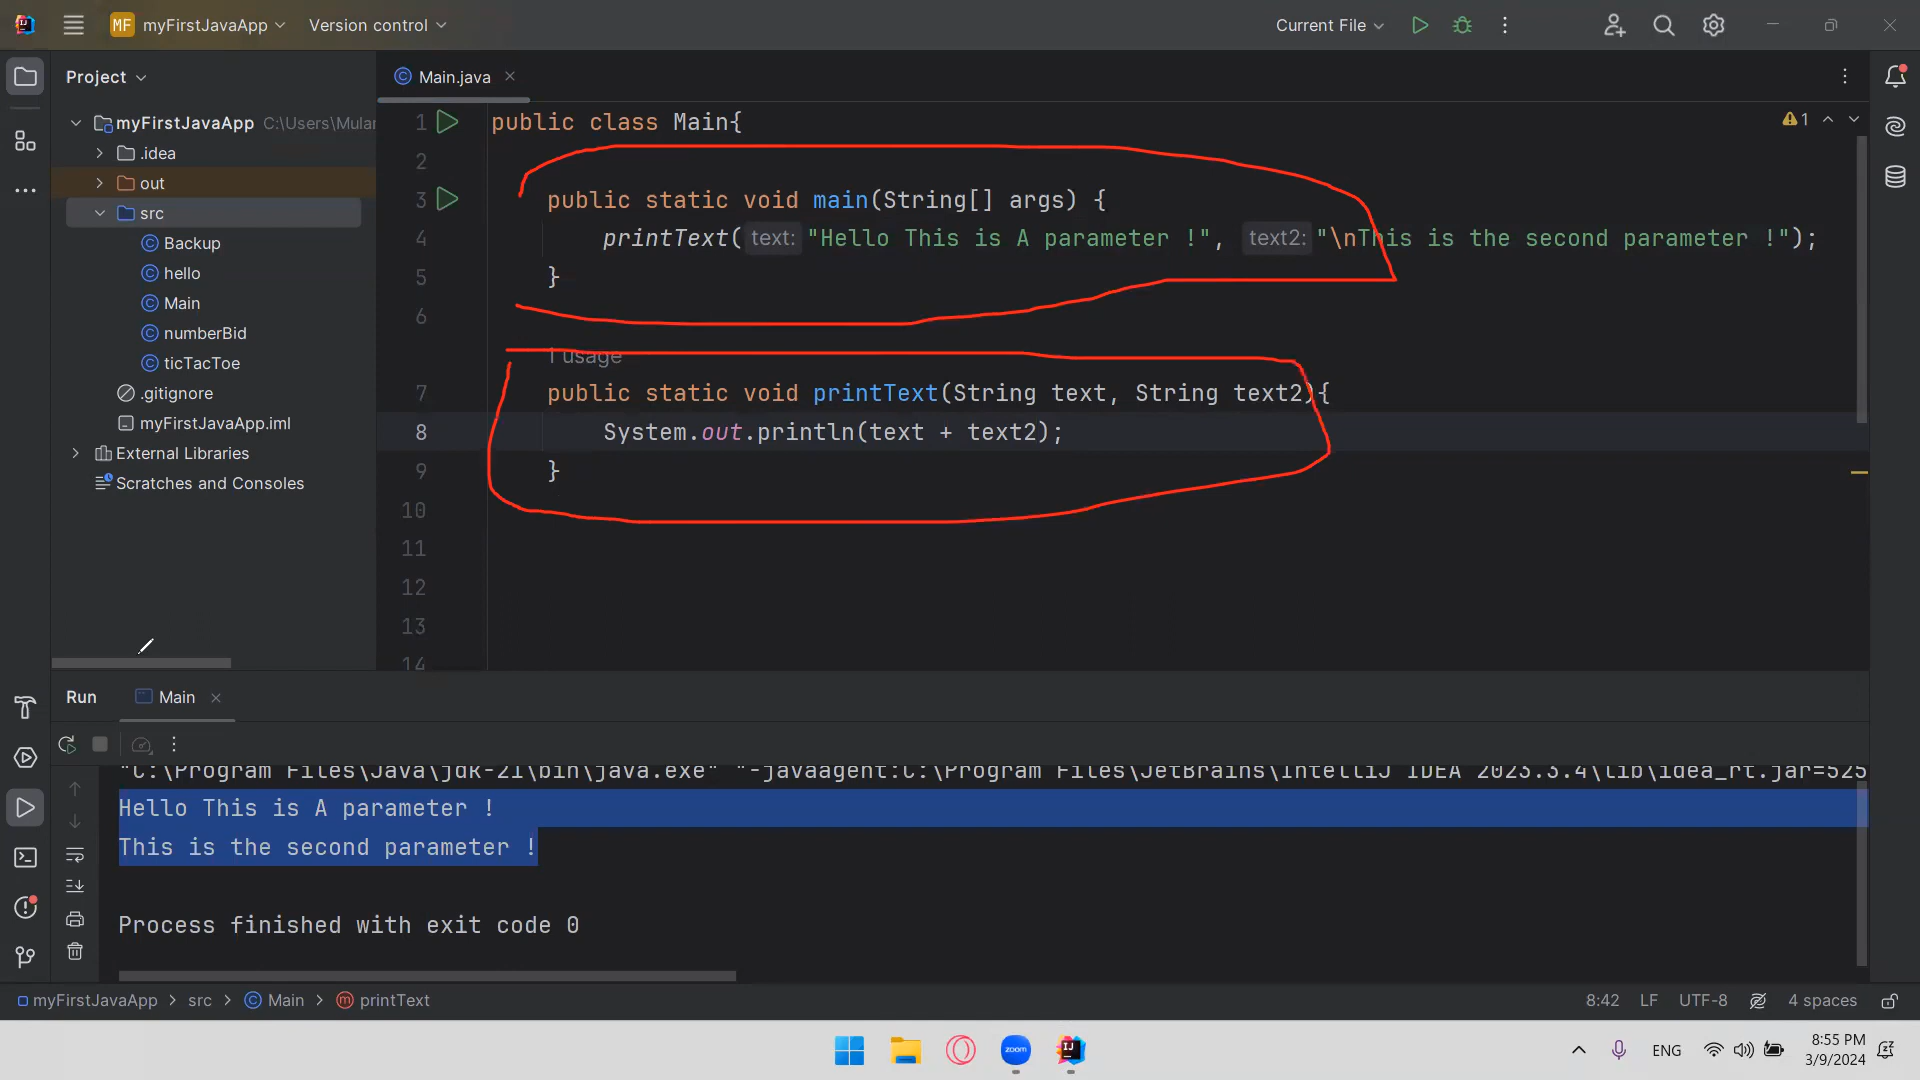 MF myFirstJavaApp Version control Current File
Project
Main.java
myFirstJavaApp C:\Users\Mular
.idea
out
src
Backup
hello
Main
numberBid
ticTacToe
.gitignore
myFirstJavaApp.iml
External Libraries
Scratches and Consoles
1 public class Main{
1
2
3 public static void main(String[] args) {
4 printText( text: "Hello This is A parameter !", text2: "\nThis is the second parameter !");
5 }
6
1 usage
7 public static void printText(String text, String text2){
8 System.out.println(text + text2);
9 }
10
11
12
13
14
Run Main
"C:\Program Files\Java\jdk-21\bin\java.exe" "-javaagent:C:\Program Files\JetBrains\IntelliJ IDEA 2023.3.4\lib\idea_rt.jar=525
Hello This is A parameter !
This is the second parameter !
Process finished with exit code 0
myFirstJavaApp > src > Main > printText 8:42 LF UTF-8 4 spaces
zoom
IJ
ENG
8:55 PM
3/9/2024